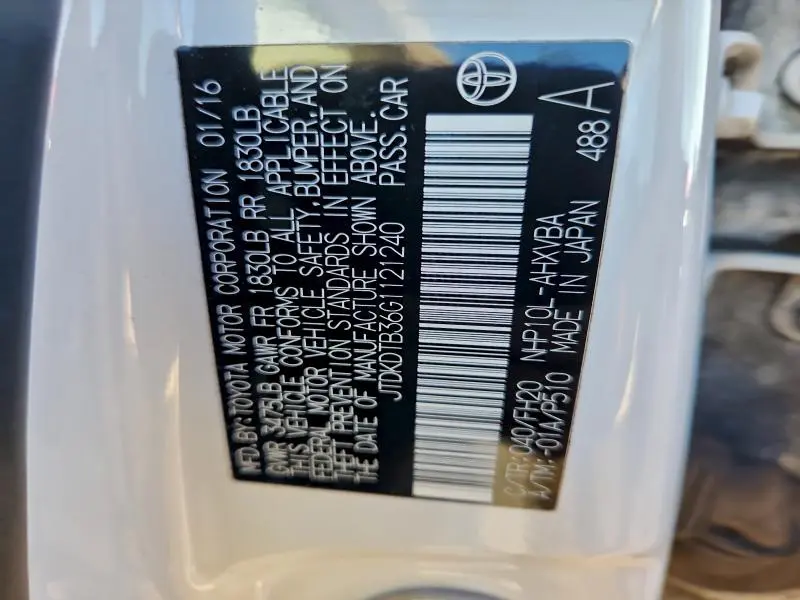 MFD.BY:TOYOTA MOTOR CORPORATION 01/16
GVWR 3475LB GAWR FR 1830LB RR 1830LB
THIS VEHICLE CONFORMS TO ALL APPLICABLE
FEDERAL MOTOR VEHICLE SAFETY,BUMPER,AND
THEFT PREVENTION STANDARDS IN EFFECT ON
THE DATE OF MANUFACTURE SHOWN ABOVE.
JTDKDTB36G1121240 PASS.CAR
C/TR:040/FH20 NHP10L-AHXVBA
A/TM:-01A/P510 MADE IN JAPAN 488